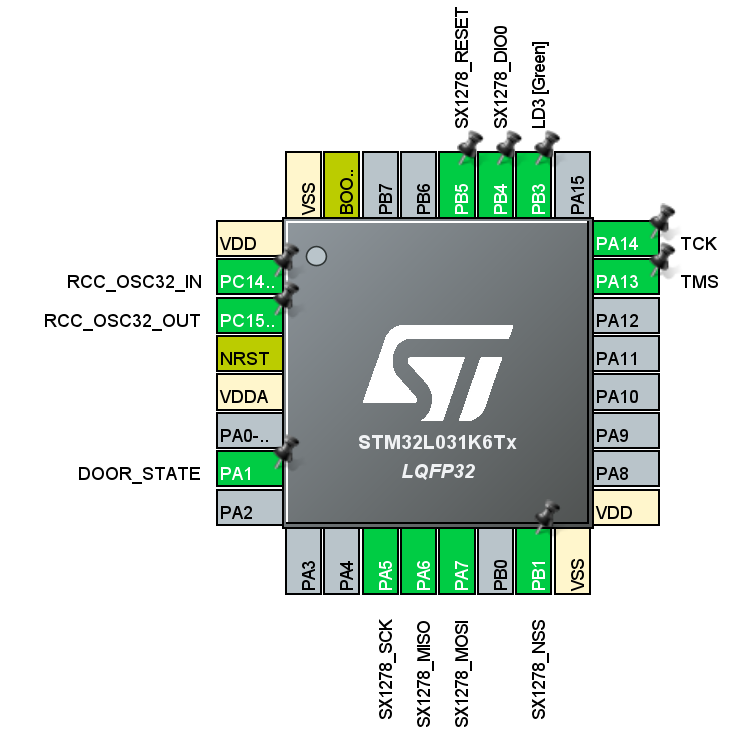 SX1278_RESET
SX1278_DIO0
LD3 [Green]
VSS
BOO..
PB7
PB6
PB5
PB4
PB3
PA15
VDD
RCC_OSC32_IN PC14..
RCC_OSC32_OUT PC15..
NRST
VDDA
PA0-..
DOOR_STATE PA1
PA2
PA14 TCK
PA13 TMS
PA12
PA11
PA10
PA9
PA8
VDD
STM32L031K6Tx
LQFP32
PA3
PA4
PA5
PA6
PA7
PB0
PB1
VSS
SX1278_SCK
SX1278_MISO
SX1278_MOSI
SX1278_NSS